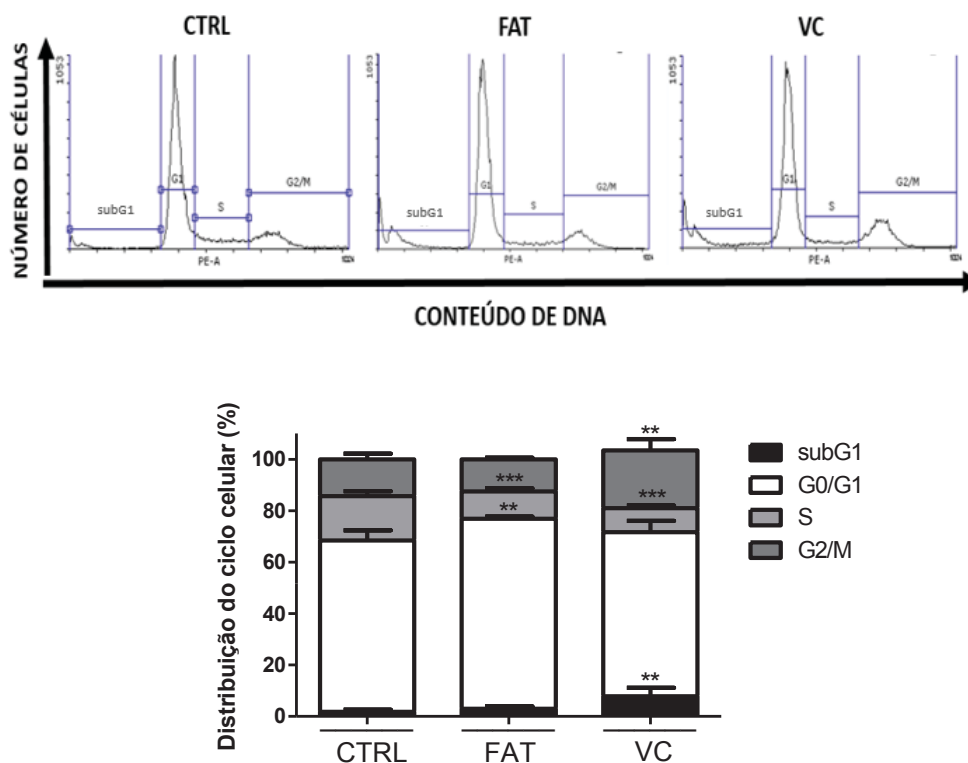 CTRL FAT VC
NÚMERO DE CÉLULAS
1053 1053 1053
G1 G1 G1
G2/M G2/M G2/M
subG1 S subG1 S subG1 S
PE-A PE-A PE-A
CONTEÚDO DE DNA
Distribuição do ciclo celular (%)
100
80
60
40
20
0
***
**
**
***
**
subG1
G0/G1
S
G2/M
CTRL FAT VC